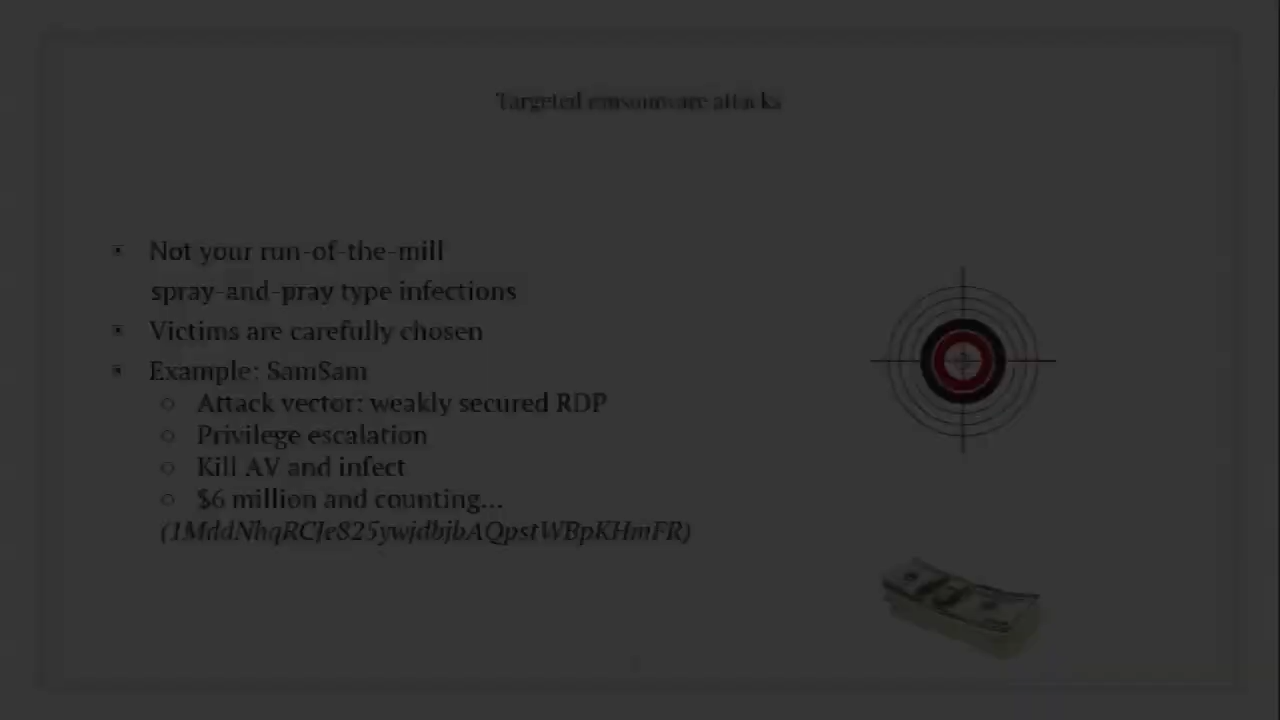 Targeted ransomware attacks
Not your run-of-the-mill
spray-and-pray type infections
Victims are carefully chosen
Example: SamSam
Attack vector: weakly secured RDP
Privilege escalation
Kill AV and infect
$6 million and counting...
(1MddNhqRCJe825ywjdbjbAQpstWBpKHmFR)